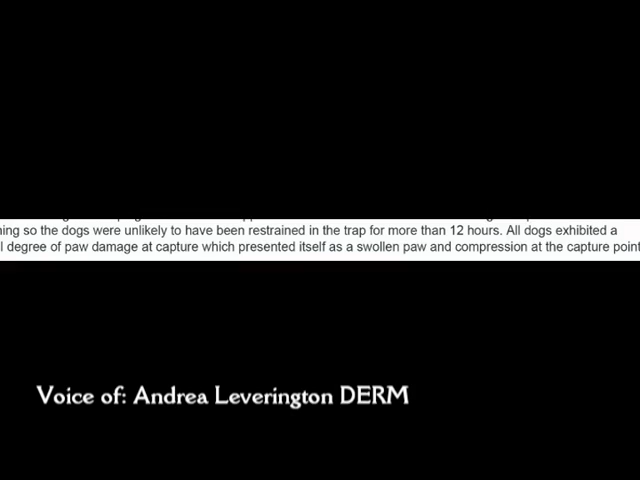 so the dogs were unlikely to have been restrained in the trap for more than 12 hours. All dogs exhibited a
degree of paw damage at capture which presented itself as a swollen paw and compression at the capture point
Voice of: Andrea Leverington DERM